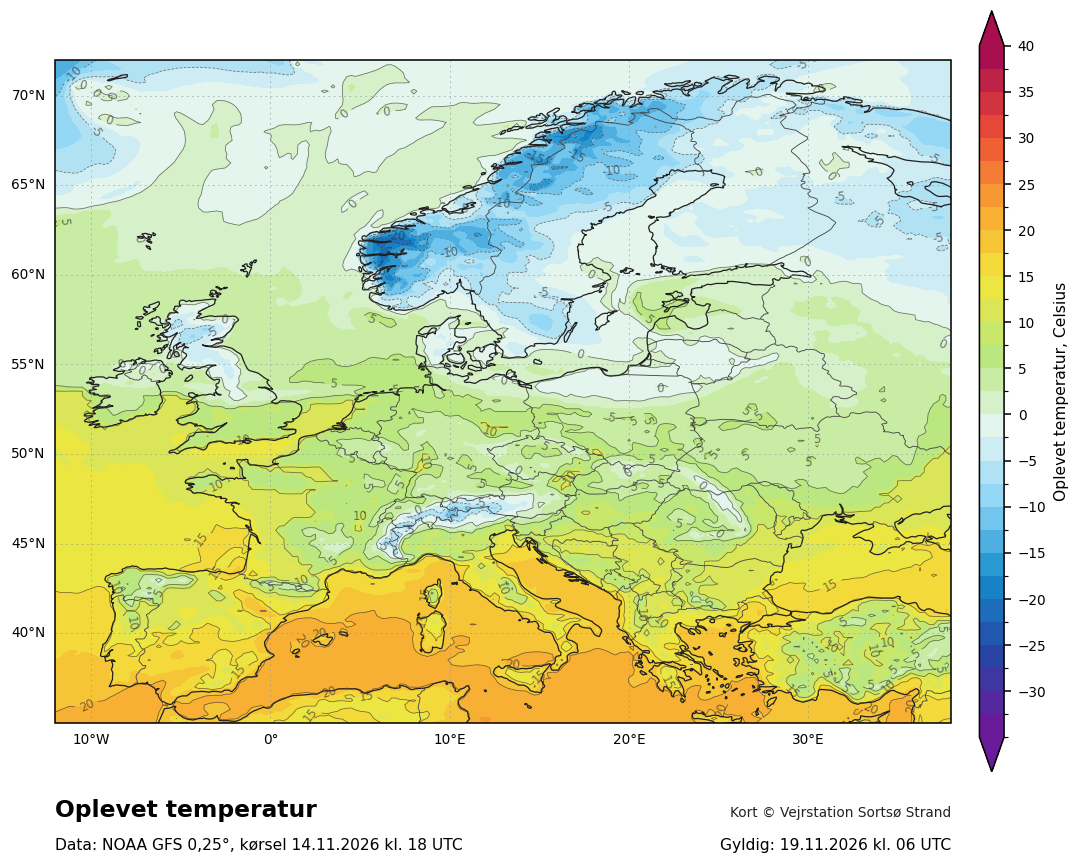 40
35
30
25
20
15
10
5
0
−5
−10
−15
−20
−25
−30
Oplevet temperatur, Celsius
70°N
65°N
60°N
55°N
50°N
45°N
40°N
10°W
0°
10°E
20°E
30°E
Oplevet temperatur
Kort © Vejrstation Sortsø Strand
Data: NOAA GFS 0,25°, kørsel 14.11.2026 kl. 18 UTC
Gyldig: 19.11.2026 kl. 06 UTC